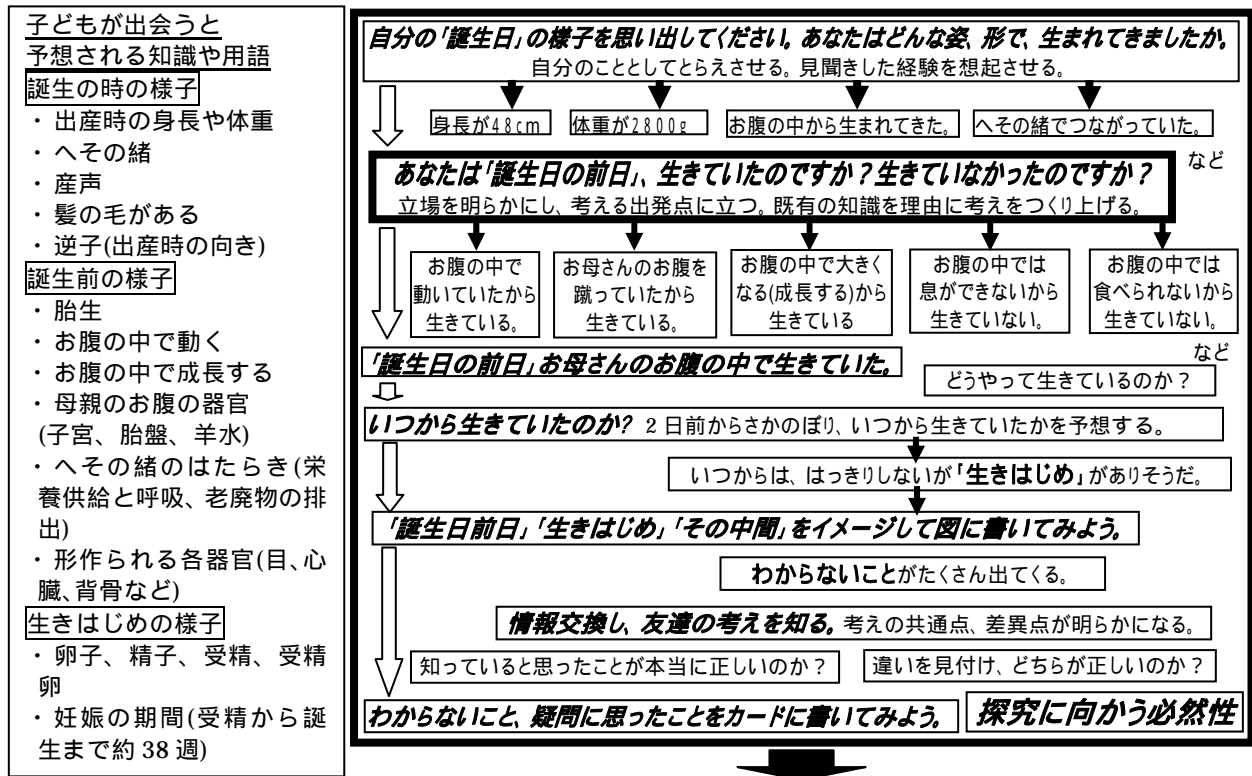 子どもが出会うと
予想される知識や用語
誕生の時の様子
・出産時の身長や体重
・へその緒
・産声
・髪の毛がある
・逆子(出産時の向き)
誕生前の様子
・胎生
・お腹の中で動く
・お腹の中で成長する
・母親のお腹の器官
(子宮、胎盤、羊水)
・へその緒のはたらき(栄
養供給と呼吸、老廃物の排
出)
・形作られる各器官(目、心
臓、背骨など)
生きはじめの様子
・卵子、精子、受精、受精
卵
・妊娠の期間(受精から誕
生まで約38週)
自分の「誕生日」の様子を思い出してください。あなたはどんな姿、形で、生まれてきましたか。
自分のこととしてとらえさせる。見聞きした経験を想起させる。
身長が48cm
体重が2800g
お腹の中から生まれてきた。
へその緒でつながっていた。
など
あなたは「誕生日の前日」、生きていたのですか？生きていなかったのですか？
立場を明らかにし、考える出発点に立つ。既有の知識を理由に考えをつくり上げる。
お腹の中で
動いていたから
生きている。
お母さんのお腹を
蹴っていたから
生きている。
お腹の中で大きく
なる(成長する)から
生きている
お腹の中では
息ができないから
生きていない。
お腹の中では
食べられないから
生きていない。
など
「誕生日の前日」お母さんのお腹の中で生きていた。
どうやって生きているのか？
いつから生きていたのか？ 2日前からさかのぼり、いつから生きていたかを予想する。
いつからは、はっきりしないが「生きはじめ」がありそうだ。
「誕生日前日」「生きはじめ」「その中間」をイメージして図に書いてみよう。
わからないことがたくさん出てくる。
情報交換し、友達の考えを知る。考えの共通点、差異点が明らかになる。
知っていると思ったことが本当に正しいのか？
違いを見付け、どちらが正しいのか？
わからないこと、疑問に思ったことをカードに書いてみよう。
探究に向かう必然性